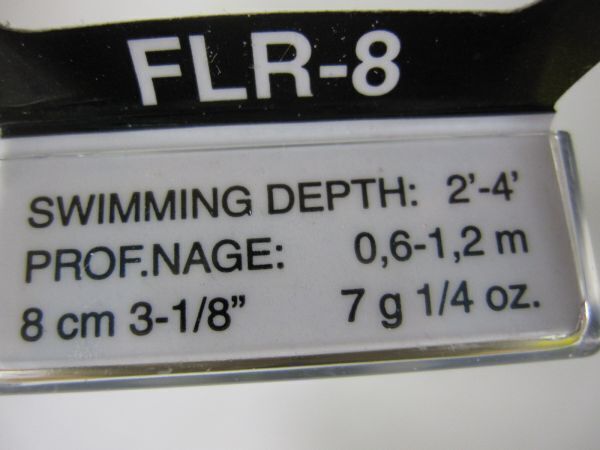 FLR-8
SWIMMING DEPTH: 2'-4'
PROF.NAGE: 0,6-1,2 m
8 cm 3-1/8” 7 g 1/4 oz.